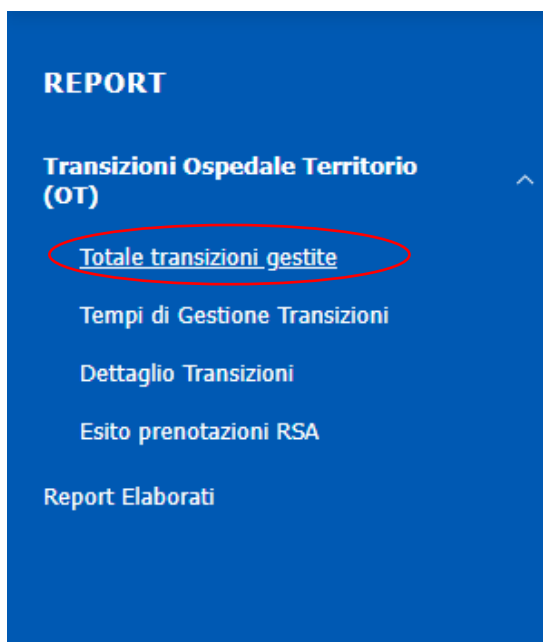 REPORT
Transizioni Ospedale Territorio
(OT)
Totale transizioni gestite
Tempi di Gestione Transizioni
Dettaglio Transizioni
Esito prenotazioni RSA
Report Elaborati